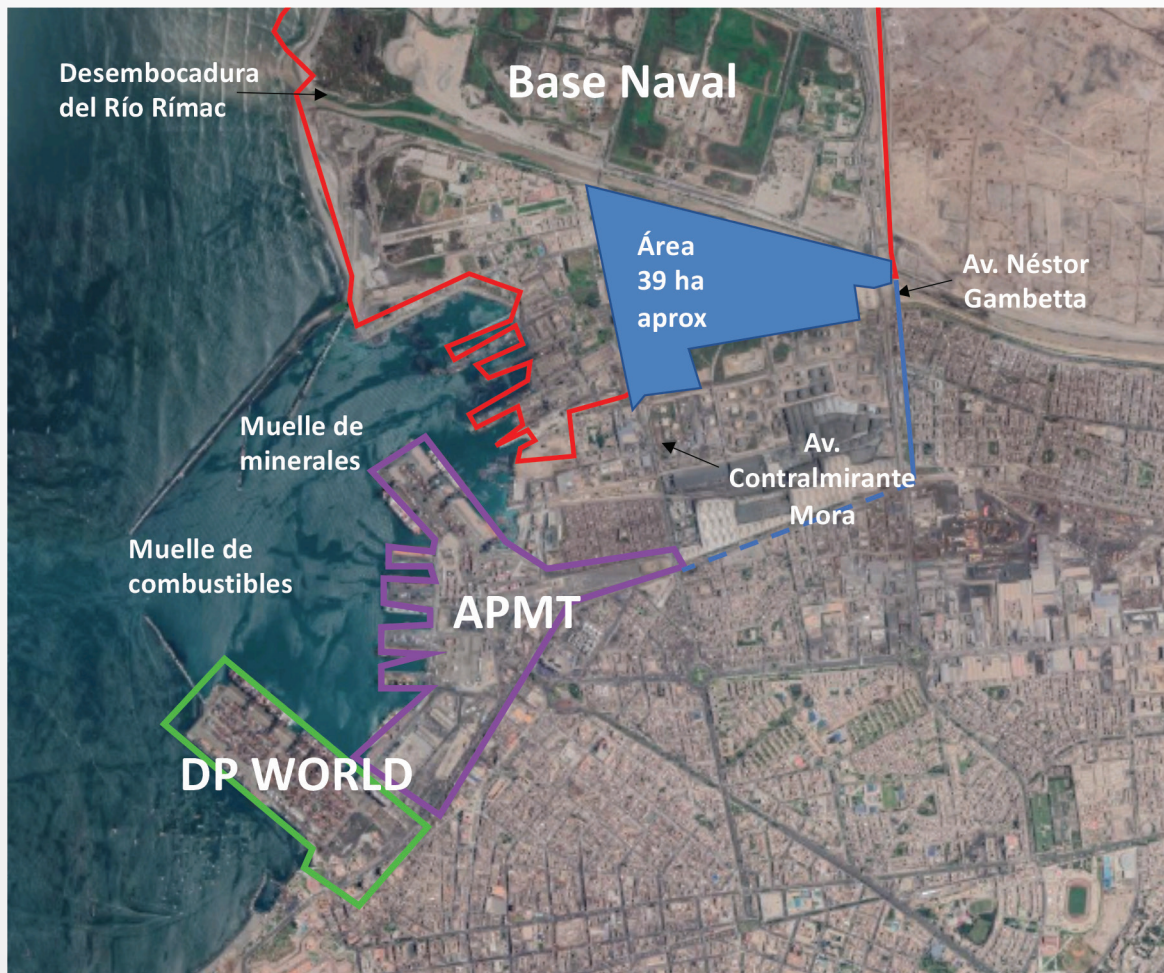 Desembocadura
del Río Rímac
Base Naval
Área
39 ha
aprox
Av. Néstor
Gambetta
Muelle de
minerales
Av.
Contralmirante
Mora
Muelle de
combustibles
APMT
DP WORLD